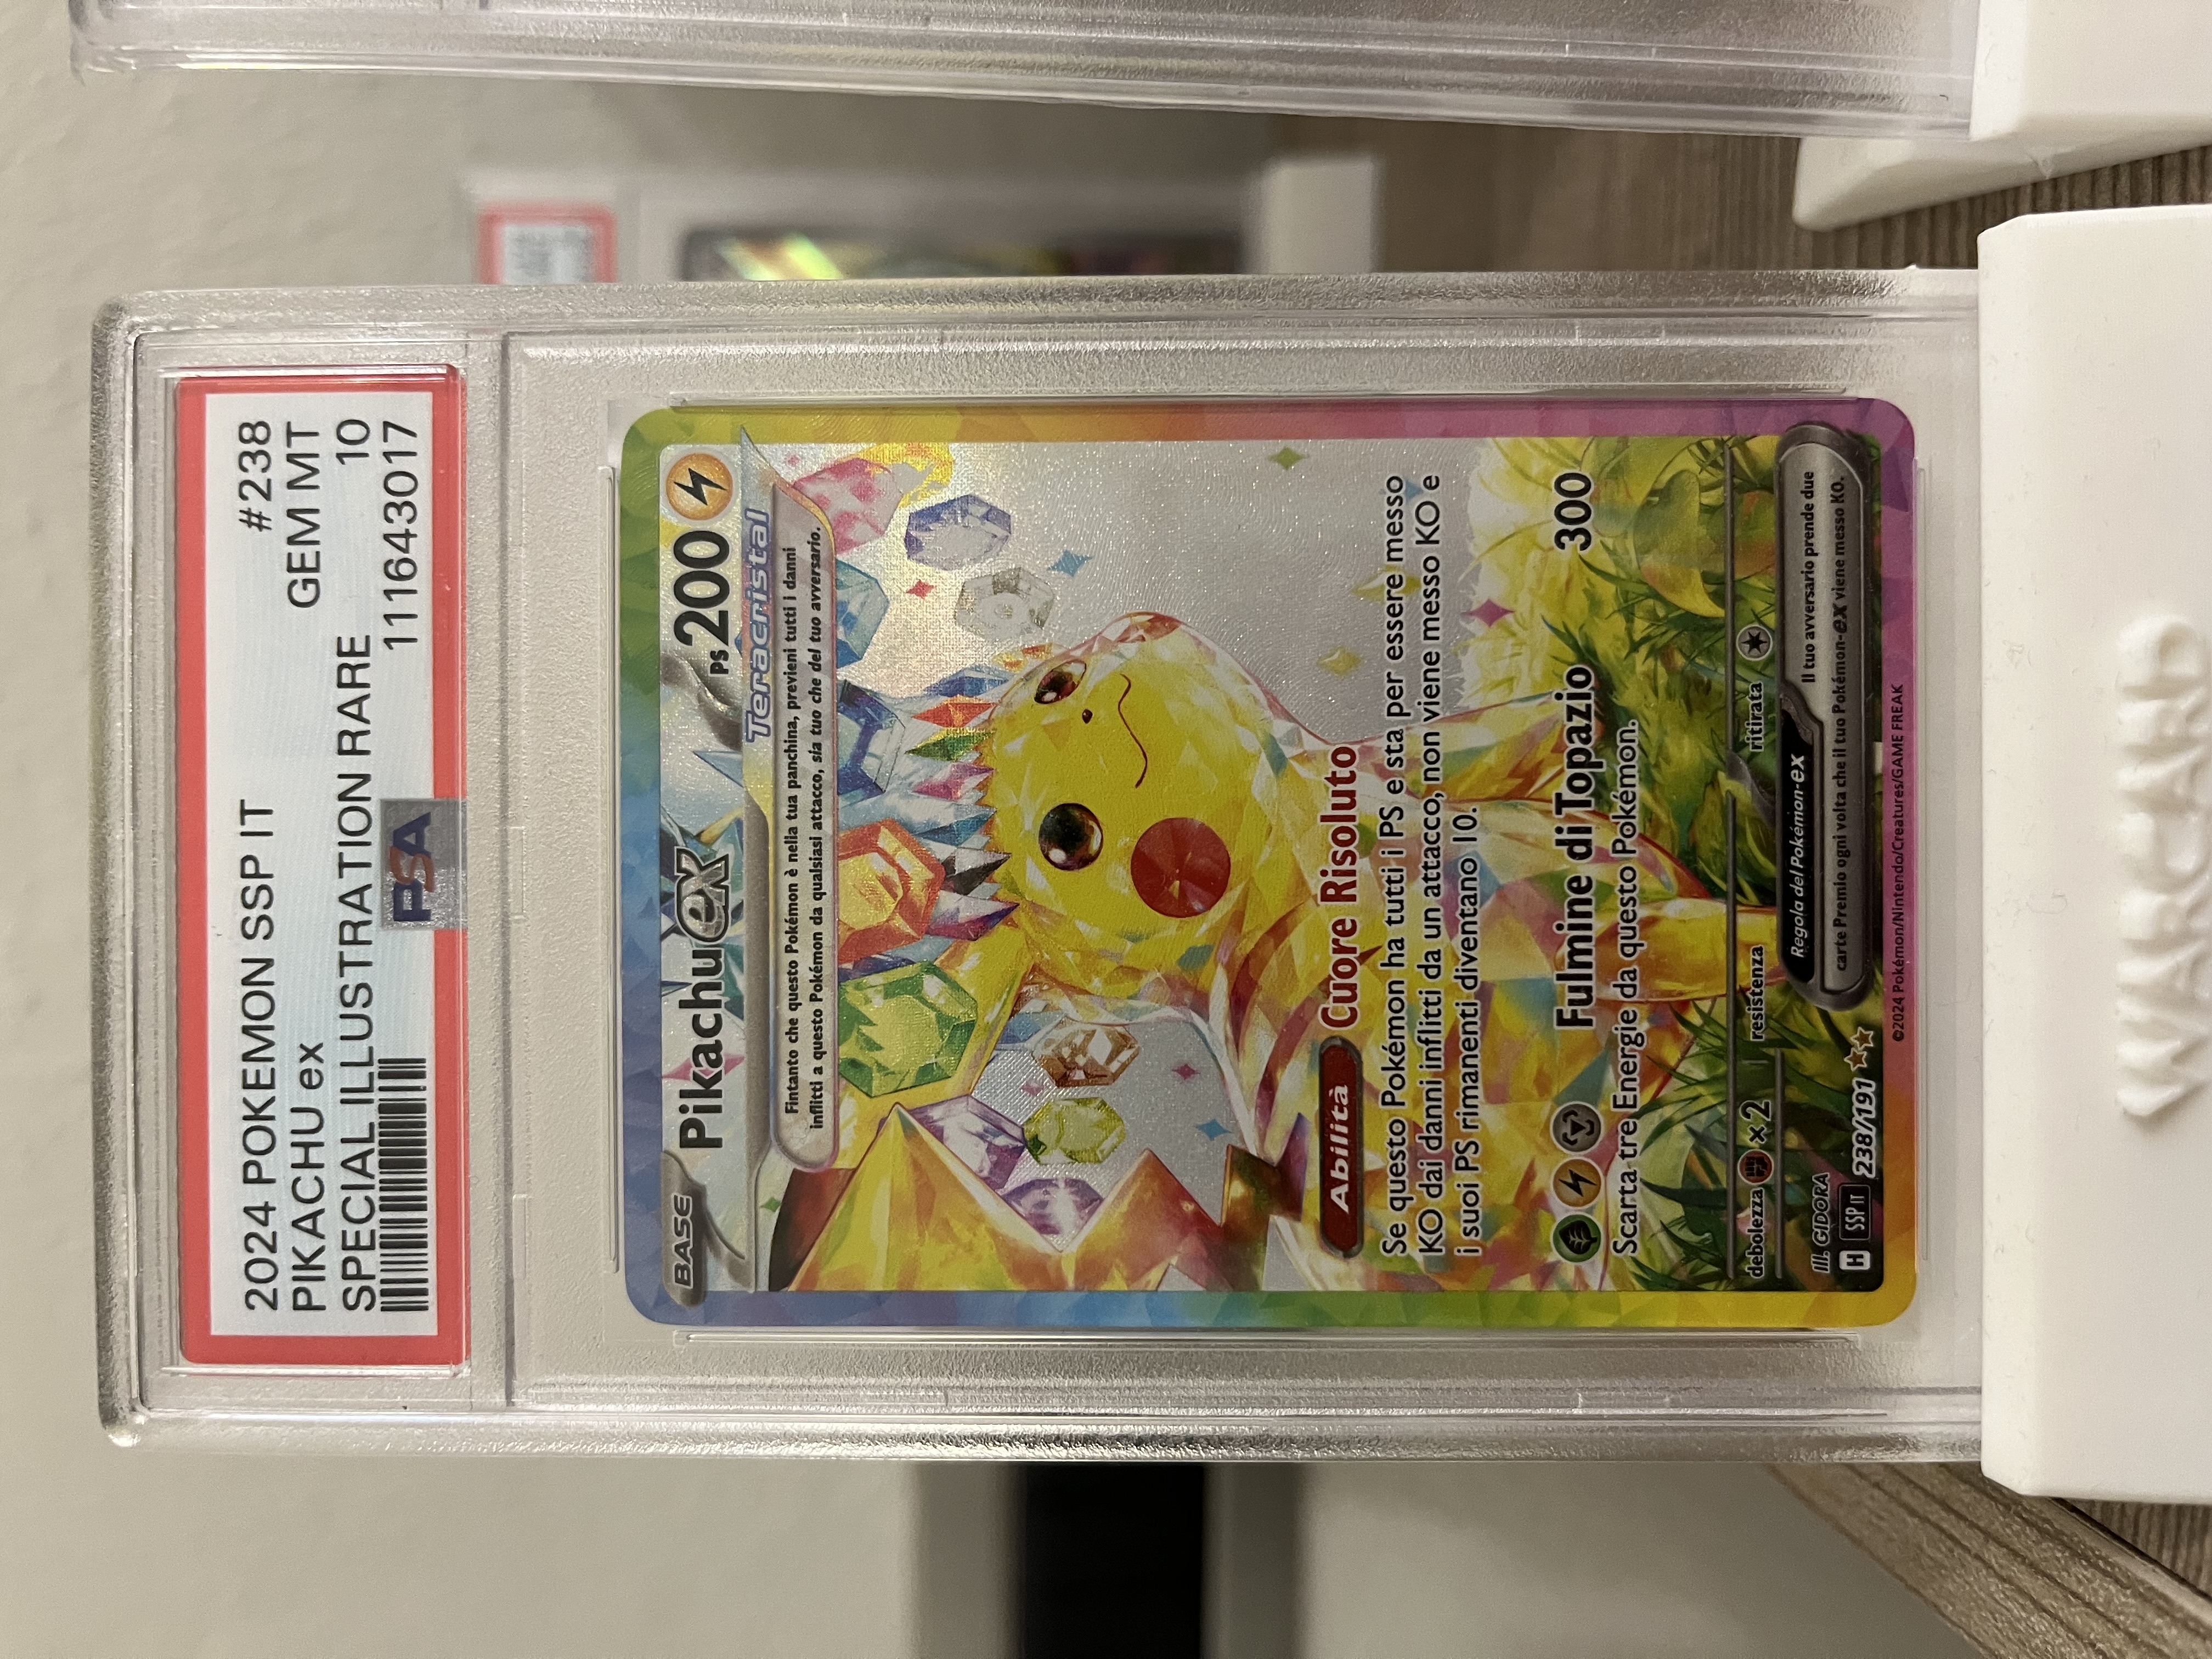 2024 POKEMON SSP IT #238
PIKACHU ex GEM MT
SPECIAL ILLUSTRATION RARE 10
PSA 111643017
BASE
Pikachu ex PS 200
Teracristal
Fintanto che questo Pokémon è nella tua panchina, previeni tutti i danni
inflitti a questo Pokémon da qualsiasi attacco, sia tuo che del tuo avversario.
Abilità Cuore Risoluto
Se questo Pokémon ha tutti i PS e sta per essere messo
KO dai danni inflitti da un attacco, non viene messo KO e
i suoi PS rimanenti diventano 10.
Fulmine di Topazio 300
Scarta tre Energie da questo Pokémon.
debolezza ×2 resistenza ritirata
Ill. GIDORA
H SSP IT 238/191
Regola del Pokémon-ex Il tuo avversario prende due
carte Premio ogni volta che il tuo Pokémon-ex viene messo KO.
©2024 Pokémon/Nintendo/Creatures/GAME FREAK
WARCARD